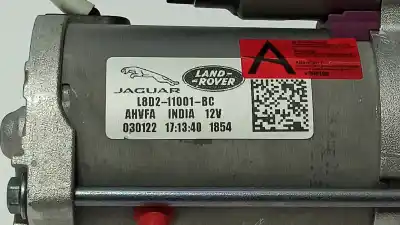 LAND-
-ROVER
JAGUAR
L8D2-11001-BC
AHVFA INDIA 12V
030122 17:13:40 1854
A